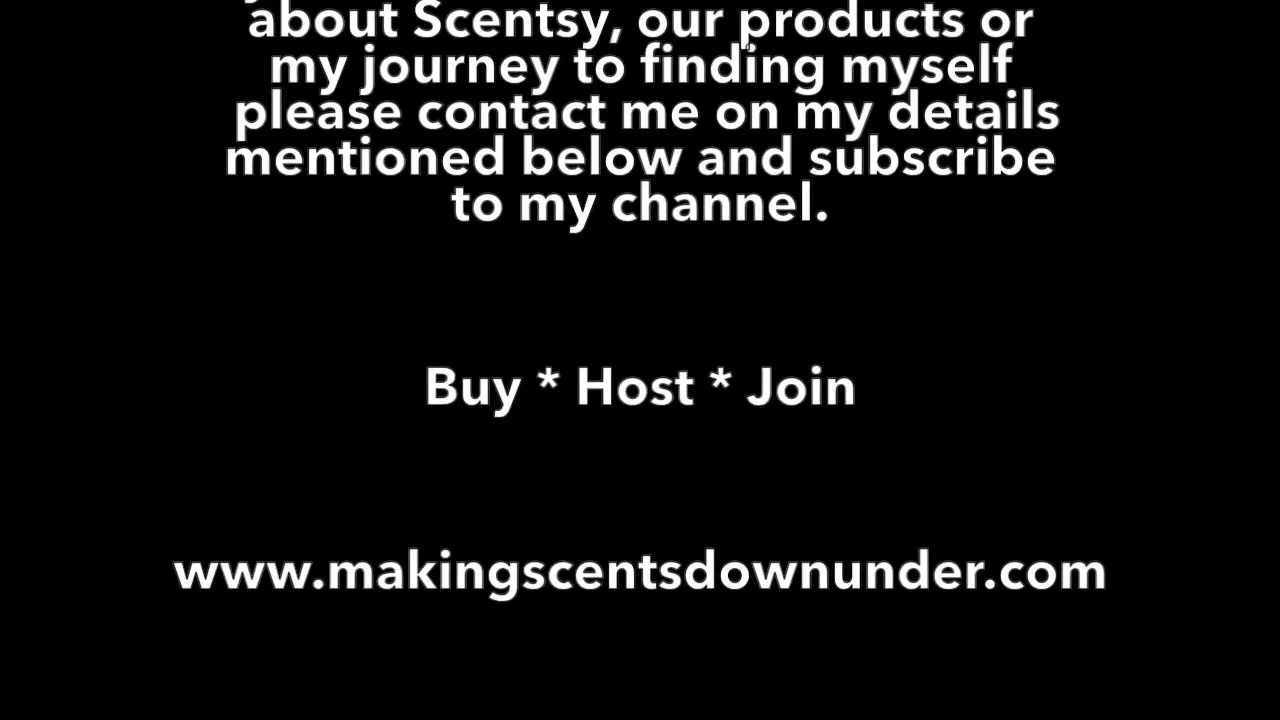 about Scentsy, our products or
my journey to finding myself
please contact me on my details
mentioned below and subscribe
to my channel.
Buy * Host * Join
www.makingscentsdownunder.com